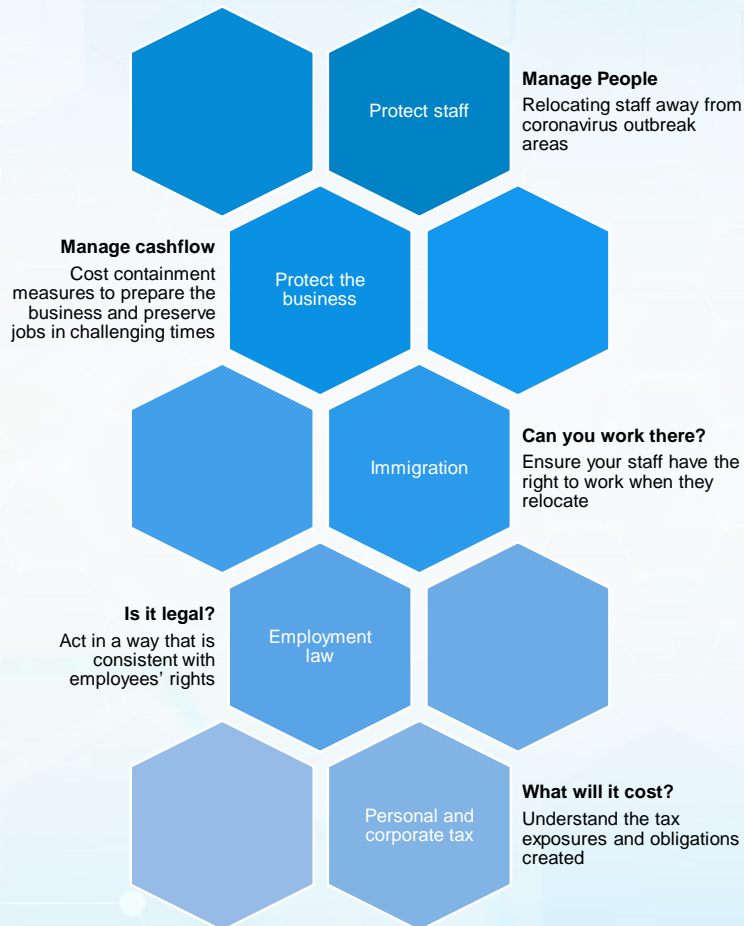 Protect staff
Manage People
Relocating staff away from
coronavirus outbreak
areas
Manage cashflow
Cost containment
measures to prepare the
business and preserve
jobs in challenging times
Protect the
business
Immigration
Can you work there?
Ensure your staff have the
right to work when they
relocate
Is it legal?
Act in a way that is
consistent with
employees' rights
Employment
law
Personal and
corporate tax
What will it cost?
Understand the tax
exposures and obligations
created